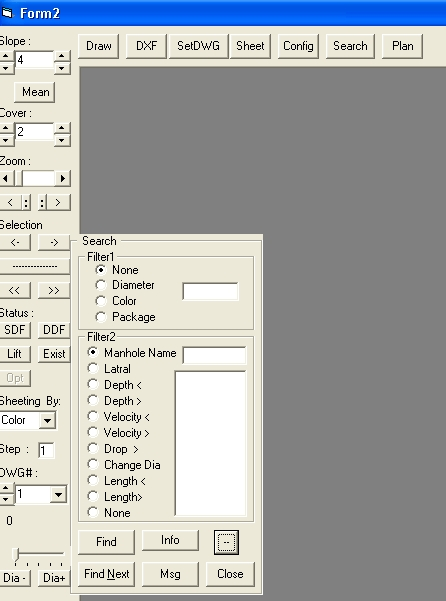 Form2
Slope :
Draw DXF SetDWG Sheet Config Search Plan
4
Mean
Cover:
2
Zoom :
< : : >
Selection
<- ->
---------------
<< >>
Status :
SDF DDF
Lift Exist
Opt
Sheeting By:
Color
Step : 1
DWG# :
1
0
Dia - Dia+
Search
Filter1
None
Diameter
Color
Package
Filter2
Manhole Name
Latral
Depth <
Depth >
Velocity <
Velocity >
Drop >
Change Dia
Length <
Length>
None
Find Info --
Find Next Msg Close